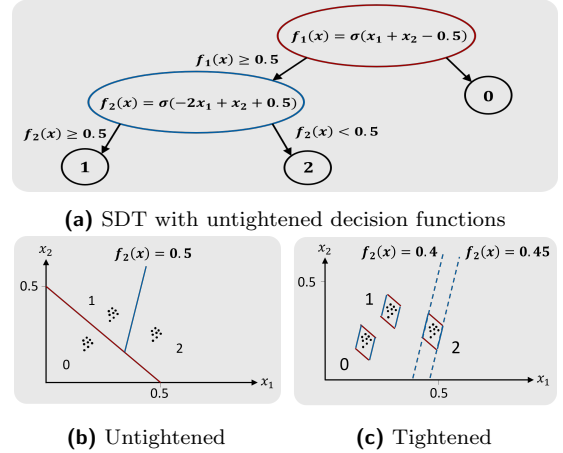 f₁(x) = σ(x₁ + x₂ − 0.5)
f₁(x) ≥ 0.5
f₂(x) = σ(−2x₁ + x₂ + 0.5)
0
f₂(x) ≥ 0.5
f₂(x) < 0.5
1
2
(a) SDT with untightened decision functions
x₂
f₂(x) = 0.5
0.5
1
0
2
x₁
0.5
(b) Untightened
x₂
f₂(x) = 0.4
f₂(x) = 0.45
0.5
1
0
2
x₁
0.5
(c) Tightened